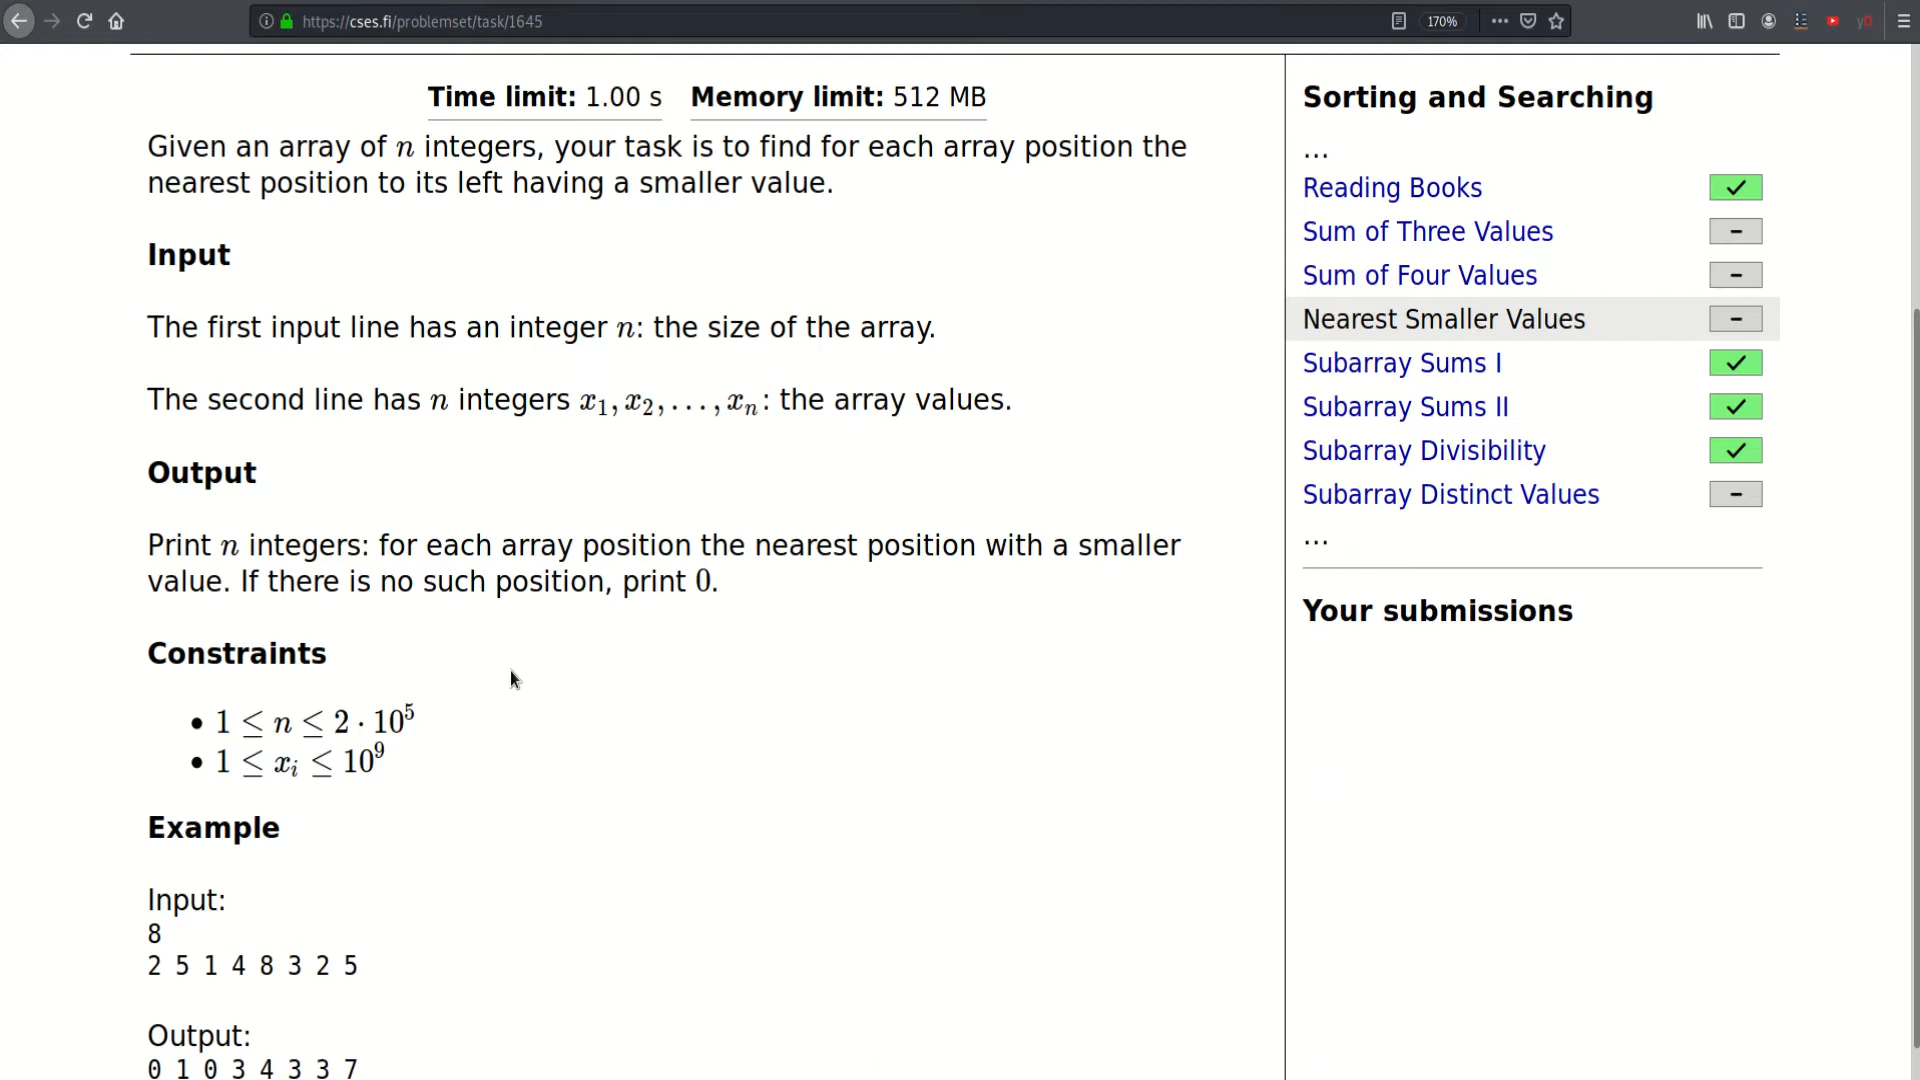 https://cses.fi/problemset/task/1645
170%
Time limit: 1.00 s Memory limit: 512 MB
Given an array of n integers, your task is to find for each array position the
nearest position to its left having a smaller value.
Input
The first input line has an integer n: the size of the array.
The second line has n integers x₁, x₂, …, xₙ: the array values.
Output
Print n integers: for each array position the nearest position with a smaller
value. If there is no such position, print 0.
Constraints
• 1 ≤ n ≤ 2 · 10⁵
• 1 ≤ xᵢ ≤ 10⁹
Example
Input:
8
2 5 1 4 8 3 2 5
Output:
0 1 0 3 4 3 3 7
Sorting and Searching
...
Reading Books
Sum of Three Values
Sum of Four Values
Nearest Smaller Values
Subarray Sums I
Subarray Sums II
Subarray Divisibility
Subarray Distinct Values
...
Your submissions